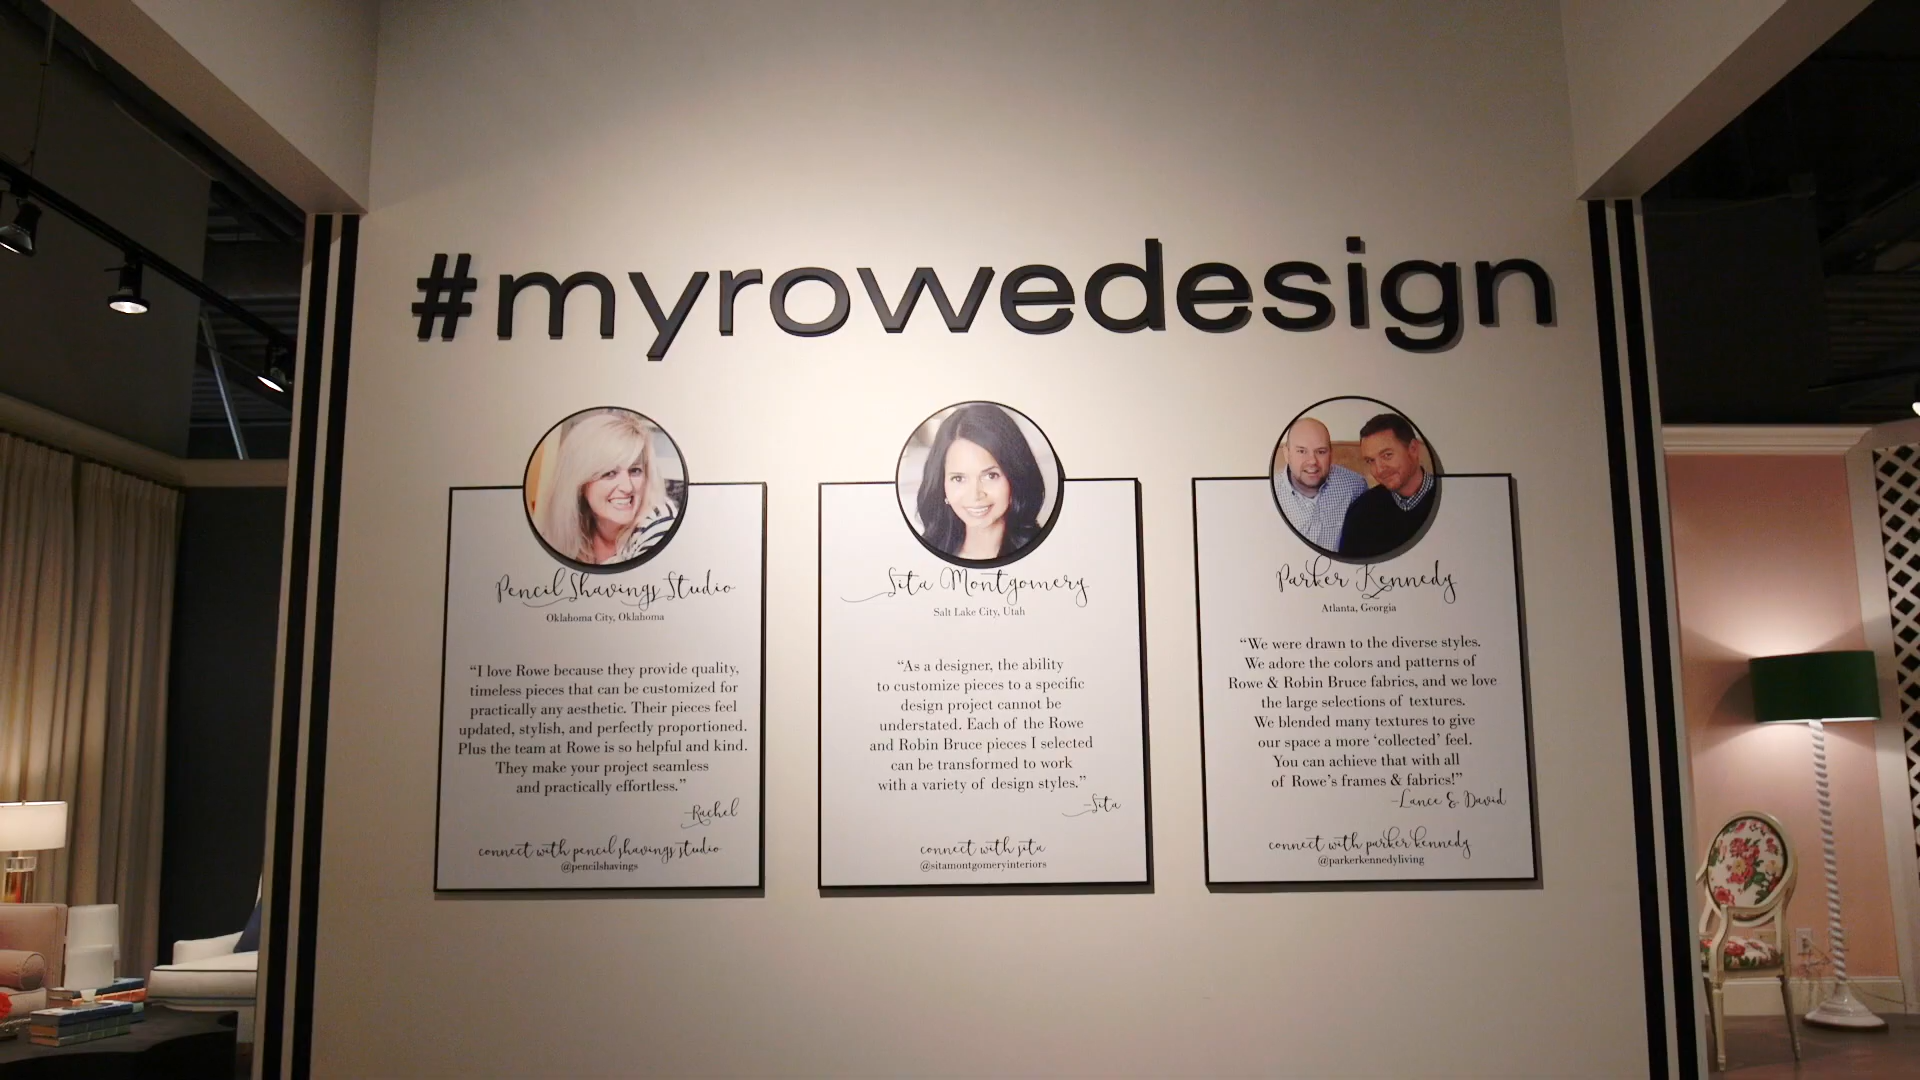 #myrowedesign
Pencil Shavings Studio
Oklahoma City, Oklahoma
“I love Rowe because they provide quality,
timeless pieces that can be customized for
practically any aesthetic. Their pieces feel
updated, stylish, and perfectly proportioned.
Plus the team at Rowe is so helpful and kind.
They make your project seamless
and practically effortless.”
-Rachel
connect with pencil shavings studio
@pencilshavings
Sita Montgomery
Salt Lake City, Utah
“As a designer, the ability
to customize pieces to a specific
design project cannot be
understated. Each of the Rowe
and Robin Bruce pieces I selected
can be transformed to work
with a variety of design styles.”
-Sita
connect with sita
@sitamontgomeryinteriors
Parker Kennedy
Atlanta, Georgia
“We were drawn to the diverse styles.
We adore the colors and patterns of
Rowe & Robin Bruce fabrics, and we love
the large selections of textures.
We blended many textures to give
our space a more ‘collected’ feel.
You can achieve that with all
of Rowe’s frames & fabrics!”
-Lance & David
connect with parker kennedy
@parkerkennedyliving